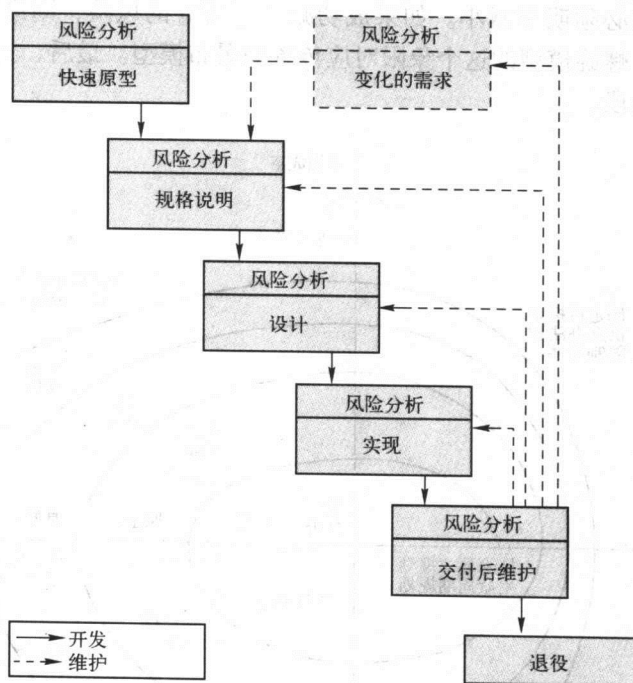 风险分析
快速原型
风险分析
变化的需求
风险分析
规格说明
风险分析
设计
风险分析
实现
风险分析
交付后维护
退役
开发
维护